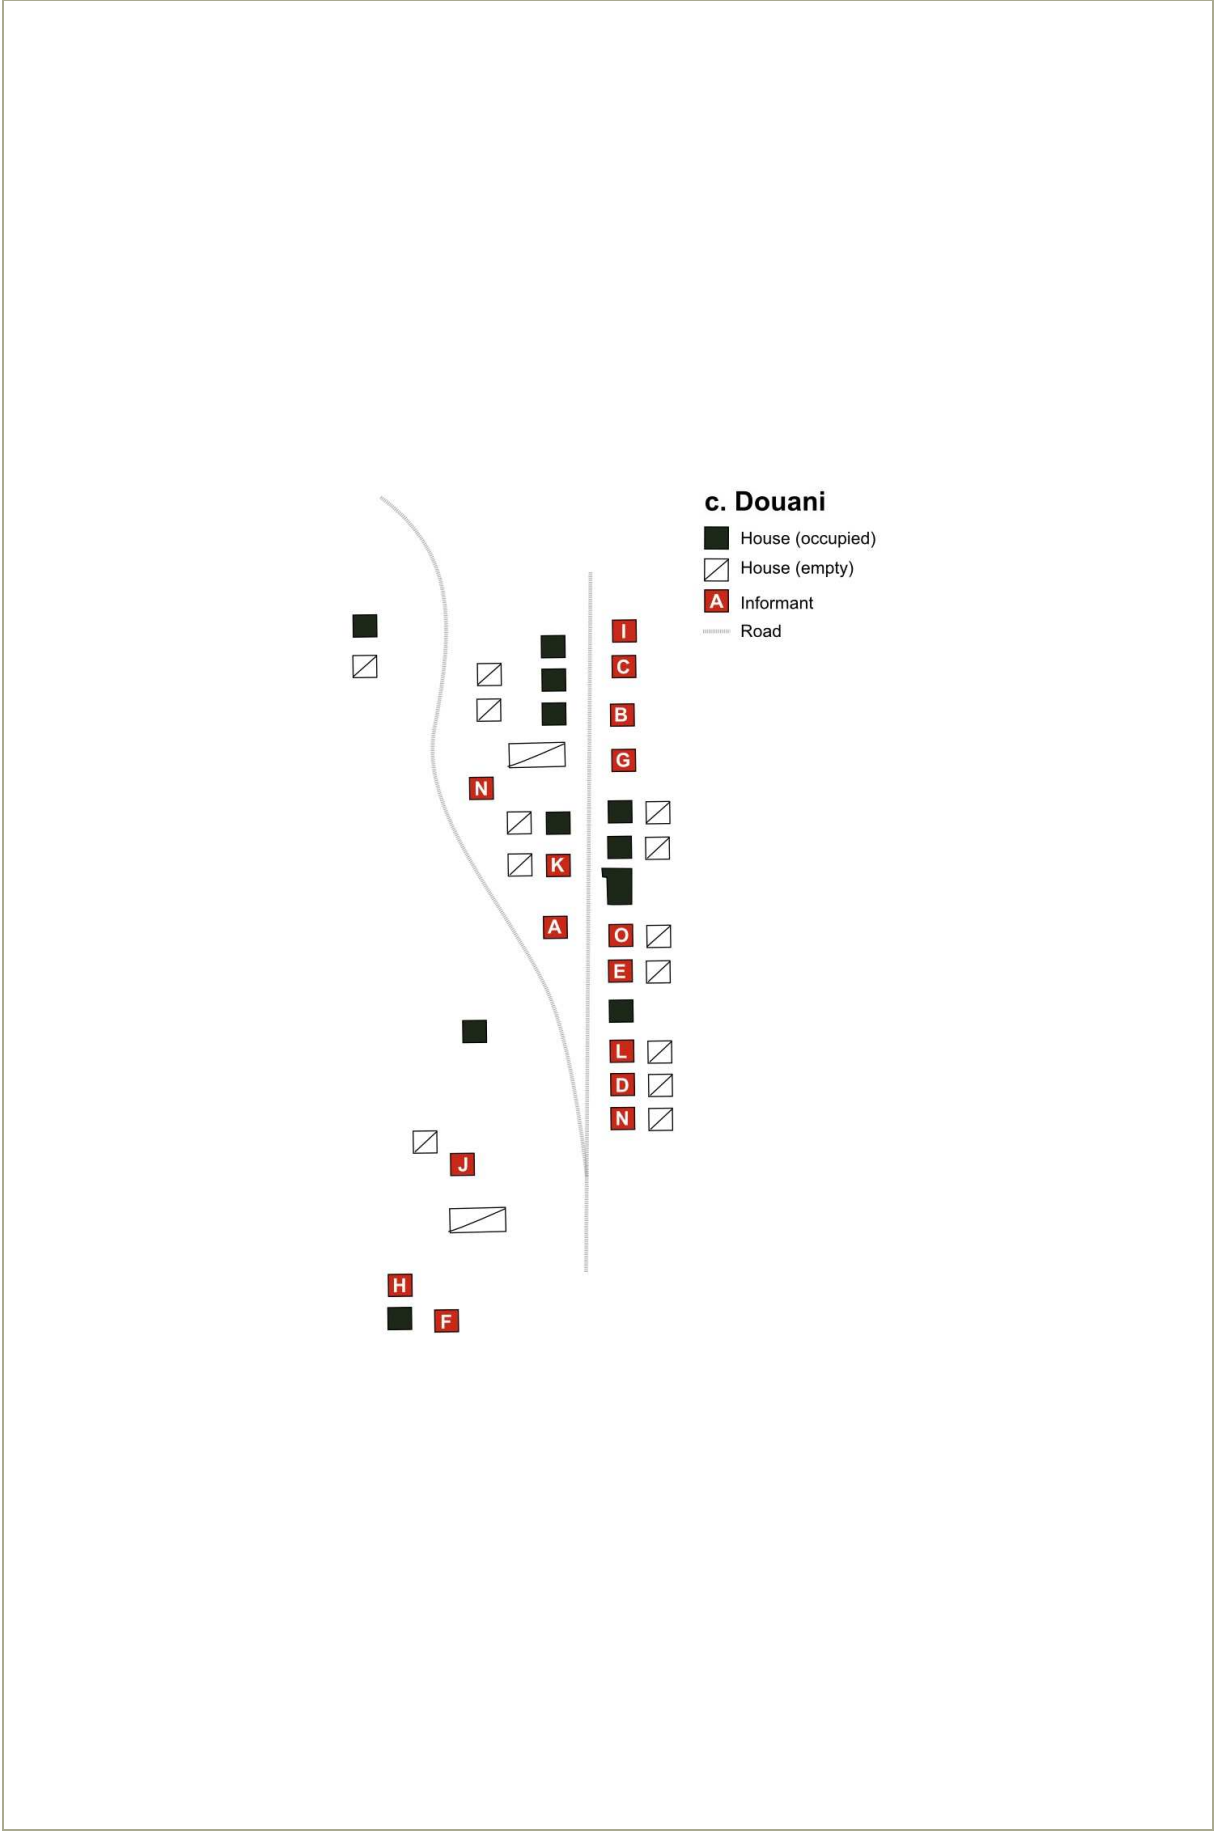 c. Douani
House (occupied)
House (empty)
A Informant
Road
I
C
B
G
N
K
A
O
E
L
D
N
J
H
F